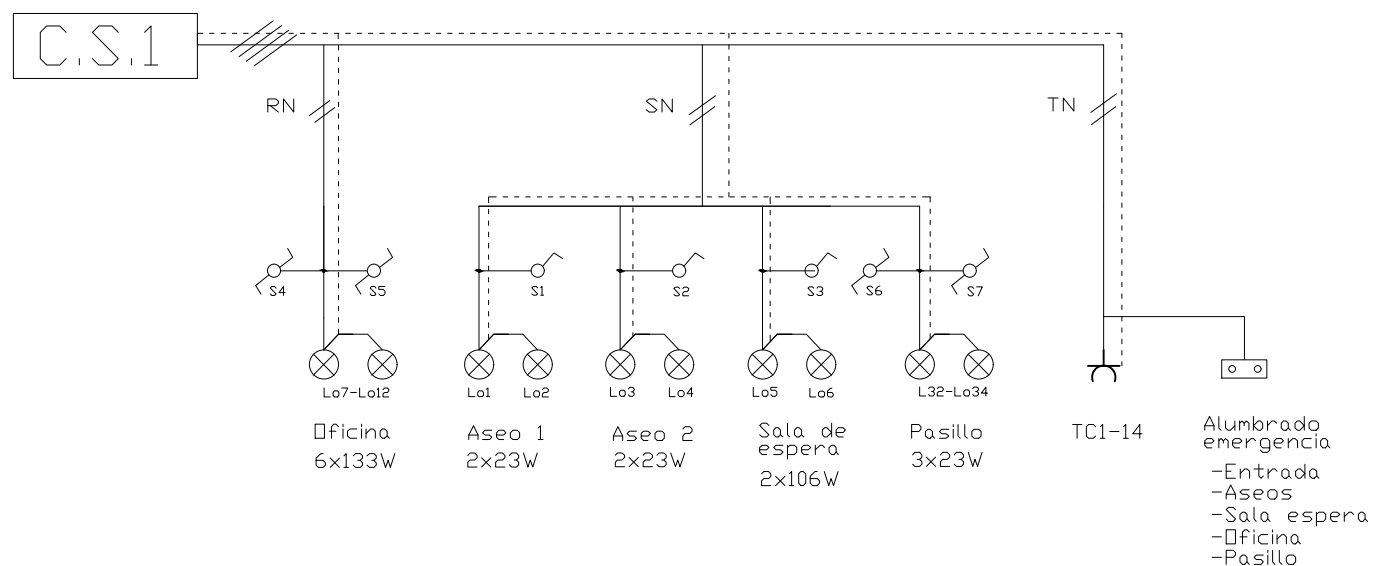 C.S.1
RN
SN
TN
S4
S5
S1
S2
S3
S6
S7
Lo7-Lo12
Lo1
Lo2
Lo3
Lo4
Lo5
Lo6
L32-Lo34
Oficina
6x133W
Aseo 1
2x23W
Aseo 2
2x23W
Sala de
espera
2x106W
Pasillo
3x23W
TC1-14
Alumbrado
emergencia
-Entrada
-Aseos
-Sala espera
-Oficina
-Pasillo